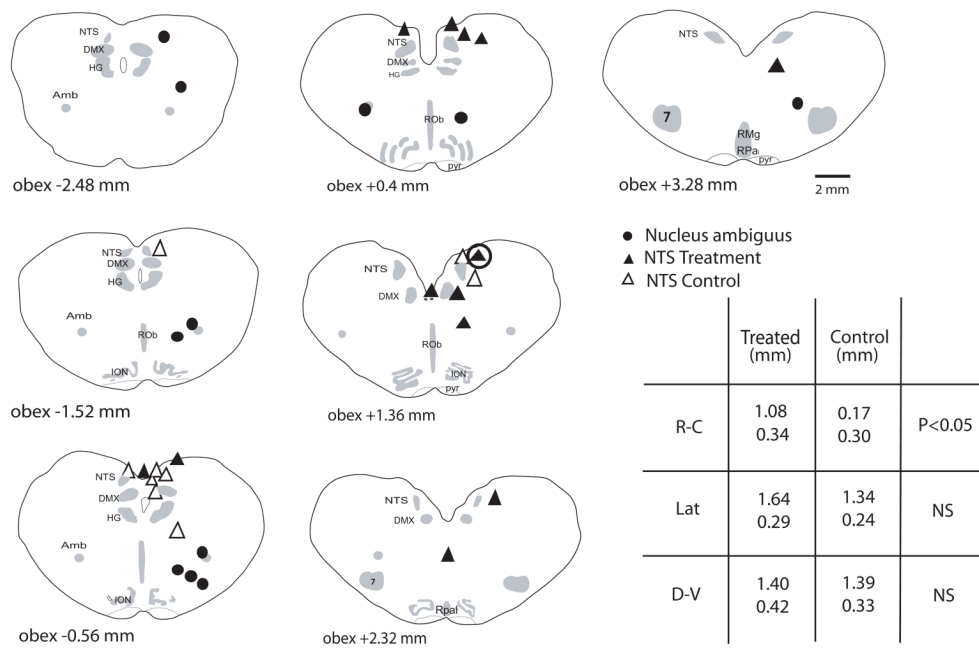 NTS
DMX
HG
Amb
obex -2.48 mm
NTS
DMX
HG
ROb
pyr
obex +0.4 mm
NTS
7
RMg
RPa
pyr
obex +3.28 mm
2 mm
NTS
DMX
HG
Amb
ROb
ION
obex -1.52 mm
NTS
DMX
ROb
ION
pyr
obex +1.36 mm
Nucleus ambiguus
NTS Treatment
NTS Control
NTS
DMX
HG
Amb
ION
obex -0.56 mm
NTS
DMX
7
Rpal
obex +2.32 mm
Treated (mm) Control (mm)
R-C 1.08 0.34 0.17 0.30 P<0.05
Lat 1.64 0.29 1.34 0.24 NS
D-V 1.40 0.42 1.39 0.33 NS